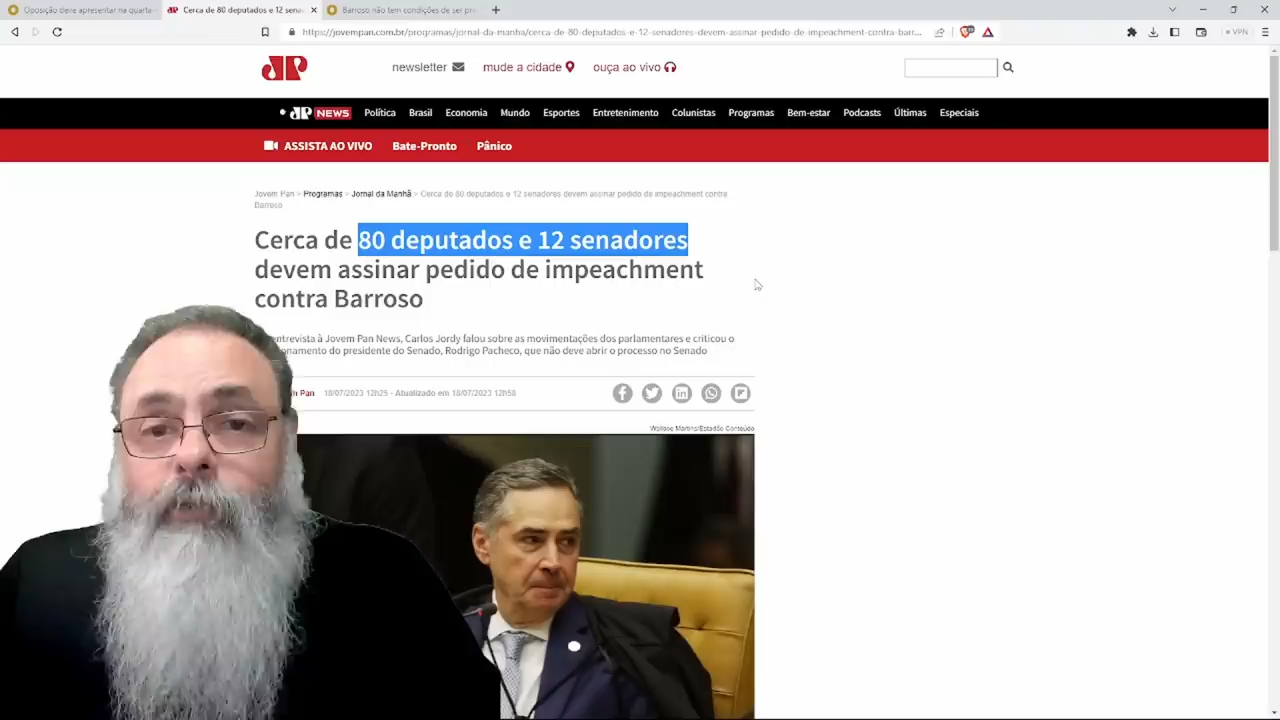 Oposição deve apresentar na quarta-
Cerca de 80 deputados e 12 sena
Barroso não tem condições de ser pr
https://jovempan.com.br/programas/jornal-da-manha/cerca-de-80-deputados-e-12-senadores-devem-assinar-pedido-de-impeachment-contra-barr...
VPN
JP
newsletter
mude a cidade
ouça ao vivo
JP NEWS
Política
Brasil
Economia
Mundo
Esportes
Entretenimento
Colunistas
Programas
Bem-estar
Podcasts
Últimas
Especiais
ASSISTA AO VIVO
Bate-Pronto
Pânico
Jovem Pan > Programas > Jornal da Manhã > Cerca de 80 deputados e 12 senadores devem assinar pedido de impeachment contra
Barroso
Cerca de 80 deputados e 12 senadores
devem assinar pedido de impeachment
contra Barroso
entrevista à Jovem Pan News, Carlos Jordy falou sobre as movimentações dos parlamentares e criticou o
onamento do presidente do Senado, Rodrigo Pacheco, que não deve abrir o processo no Senado
Pan 18/07/2023 12h25 - Atualizado em 18/07/2023 12h58
Wallace Martins/Estadão Conteúdo